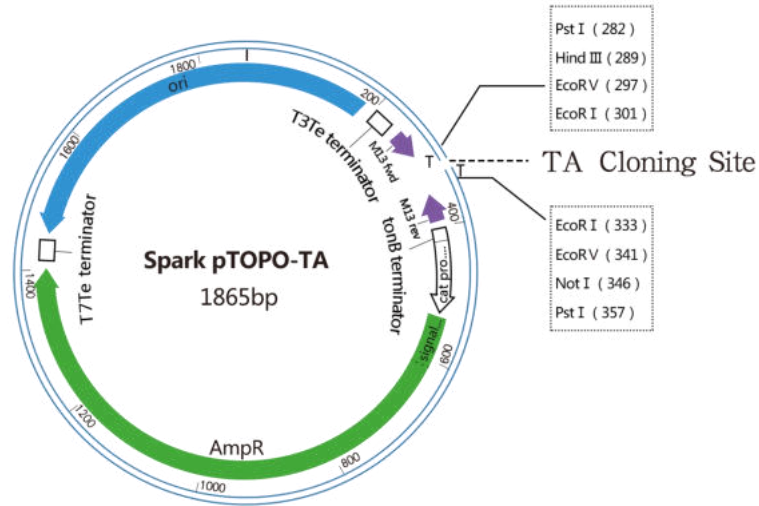 Pst I ( 282 )
Hind Ⅲ ( 289 )
EcoR V ( 297 )
EcoR I ( 301 )
TA Cloning Site
EcoR I ( 333 )
EcoR V ( 341 )
Not I ( 346 )
Pst I ( 357 )
Spark pTOPO-TA
1865bp
ori
T3Te terminator
M13 fwd
T
T
M13 rev
tonB terminator
cat pro....
signal...
AmpR
T7Te terminator
200
400
600
800
1000
1200
1400
1600
1800